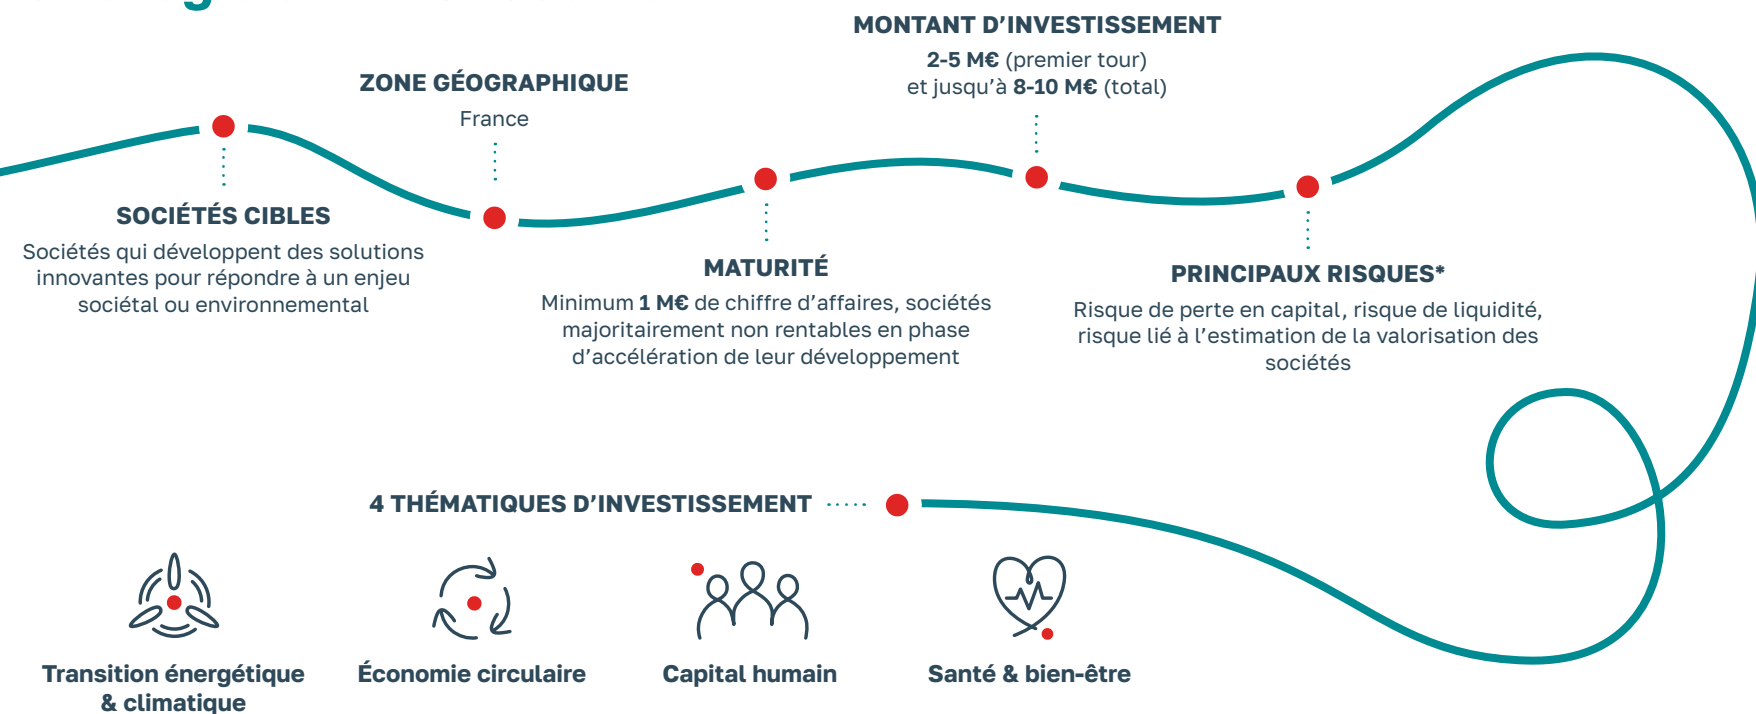 SOCIÉTÉS CIBLES
Sociétés qui développent des solutions
innovantes pour répondre à un enjeu
sociétal ou environnemental
ZONE GÉOGRAPHIQUE
France
MATURITÉ
Minimum 1 M€ de chiffre d’affaires, sociétés
majoritairement non rentables en phase
d’accélération de leur développement
MONTANT D’INVESTISSEMENT
2-5 M€ (premier tour)
et jusqu’à 8-10 M€ (total)
PRINCIPAUX RISQUES*
Risque de perte en capital, risque de liquidité,
risque lié à l’estimation de la valorisation des
sociétés
4 THÉMATIQUES D’INVESTISSEMENT
Transition énergétique
& climatique
Économie circulaire
Capital humain
Santé & bien-être